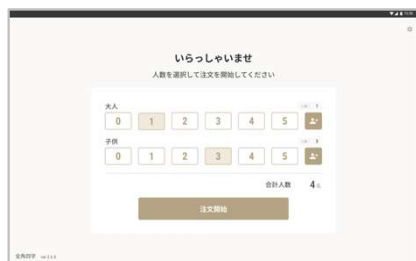 いらっしゃいませ
人数を選択して注文を開始してください
大人
0 1 2 3 4 5
子供
0 1 2 3 4 5
合計人数 4
注文開始